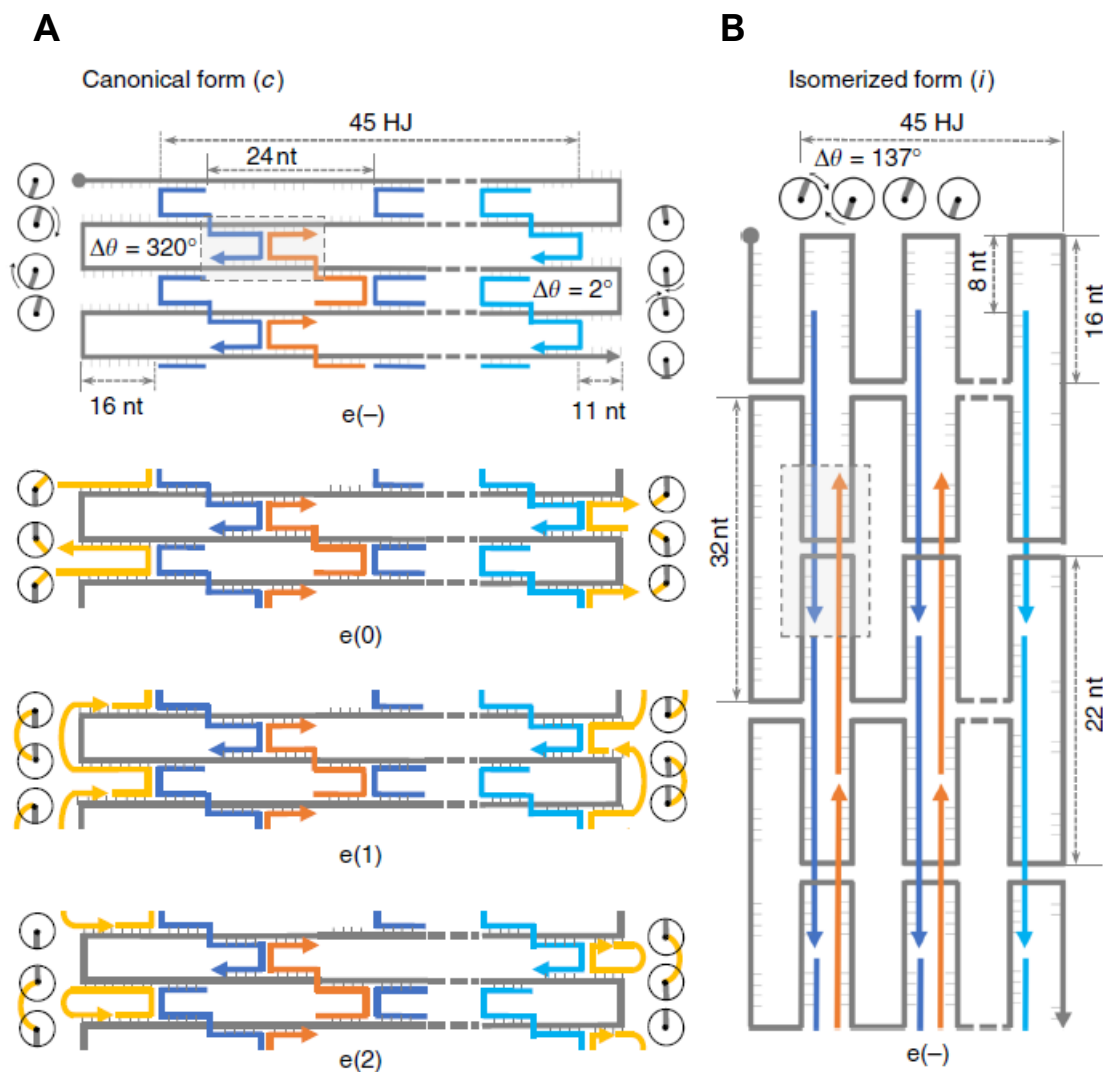 A
B
Canonical form (c)
Isomerized form (i)
45 HJ
45 HJ
24 nt
Δθ = 137°
Δθ = 320°
Δθ = 2°
8 nt
16 nt
16 nt
11 nt
e(–)
32 nt
22 nt
e(0)
e(1)
e(2)
e(–)